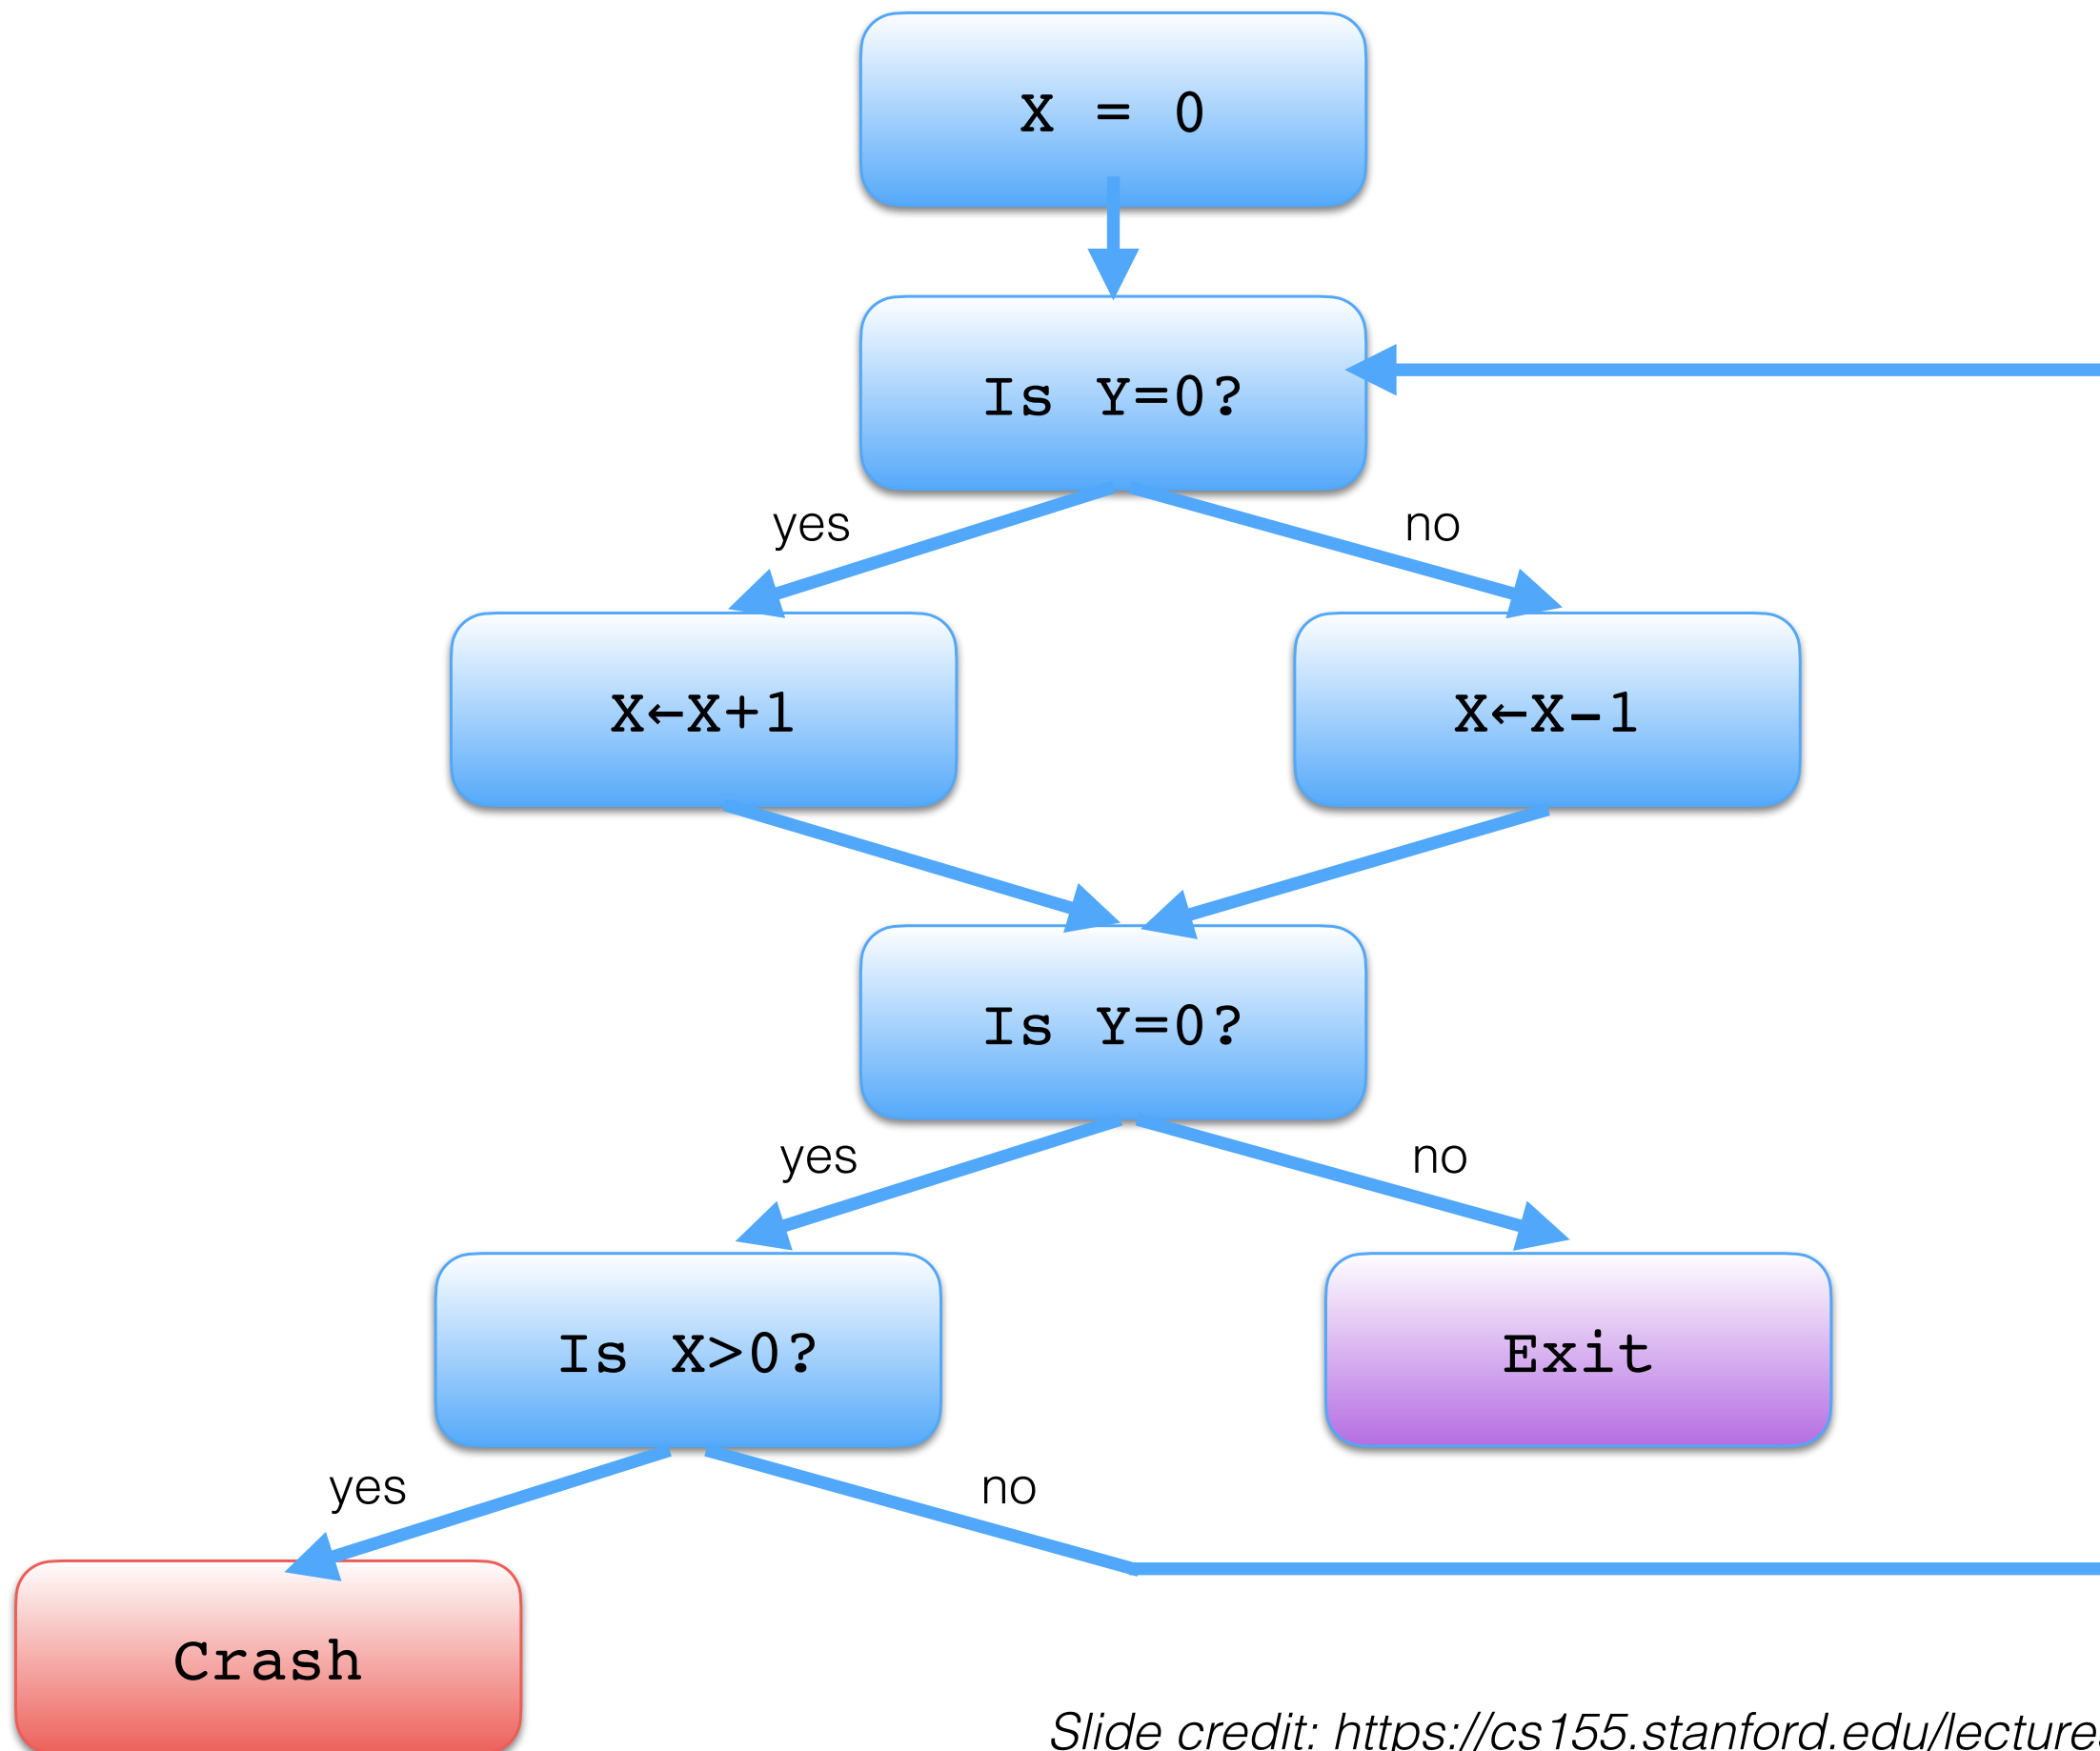 X = 0
Is Y=0?
yes
no
X←X+1
X←X-1
Is Y=0?
yes
no
Is X>0?
Exit
yes
no
Crash
Slide credit: https://cs155.stanford.edu/lecture